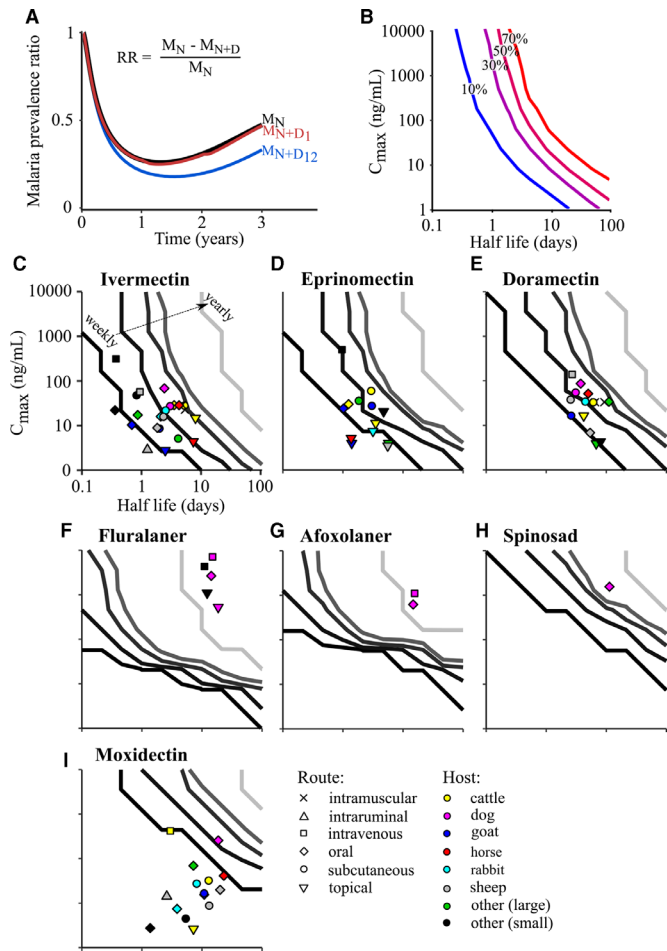 A
Malaria prevalence ratio
1
0.5
0
RR = M_N - M_N+D
M_N
M_N
M_N+D1
M_N+D12
0 1 2 3
Time (years)
B
Cmax (ng/mL)
10000
1000
100
10
1
10%
30%
50%
70%
0.1 1 10 100
Half life (days)
C Ivermectin
Cmax (ng/mL)
10000
1000
100
10
0
weekly
yearly
0.1 1 10 100
Half life (days)
D Eprinomectin
E Doramectin
F Fluralaner
G Afoxolaner
H Spinosad
I Moxidectin
Route:
intramuscular
intraruminal
intravenous
oral
subcutaneous
topical
Host:
cattle
dog
goat
horse
rabbit
sheep
other (large)
other (small)